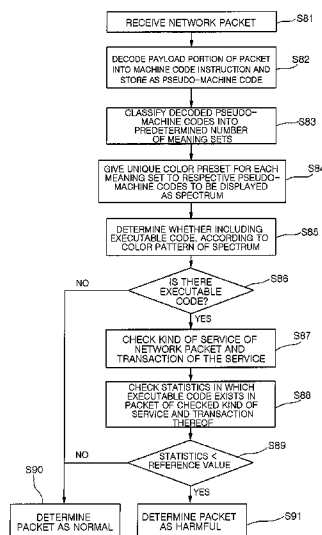 RECEIVE NETWORK PACKET
S81
DECODE PAYLOAD PORTION OF PACKET
INTO MACHINE CODE INSTRUCTION AND
STORE AS PSEUDO-MACHINE CODE
S82
CLASSIFY DECODED PSEUDO-
MACHINE CODES INTO
PREDETERMINED NUMBER
OF MEANING SETS
S83
GIVE UNIQUE COLOR PRESET FOR EACH
MEANING SET TO RESPECTIVE PSEUDO-
MACHINE CODES TO BE DISPLAYED
AS SPECTRUM
S84
DETERMINE WHETHER INCLUDING
EXECUTABLE CODE, ACCORDING TO
COLOR PATTERN OF SPECTRUM
S85
IS THERE
EXECUTABLE
CODE?
S86
NO
YES
CHECK KIND OF SERVICE OF
NETWORK PACKET AND
TRANSACTION OF THE SERVICE
S87
CHECK STATISTICS IN WHICH
EXECUTABLE CODE EXISTS IN
PACKET OF CHECKED KIND OF
SERVICE AND TRANSACTION
THEREOF
S88
STATISTICS <
REFERENCE VALUE
S89
NO
YES
S90
DETERMINE
PACKET AS NORMAL
DETERMINE PACKET
AS HARMFUL
S91